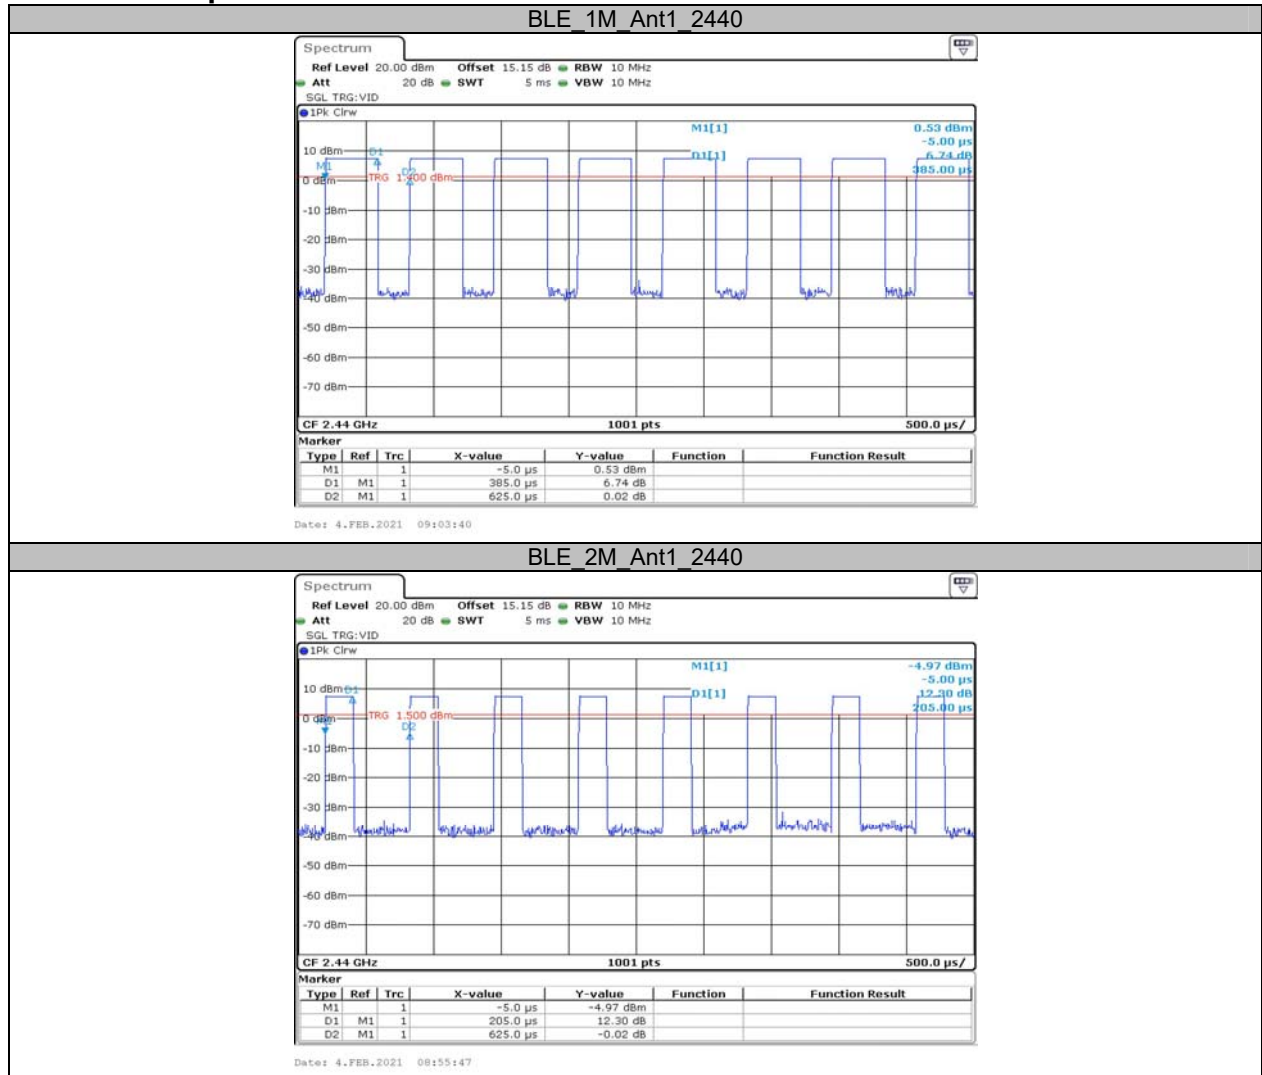 BLE_1M_Ant1_2440
Spectrum
Ref Level 20.00 dBm Offset 15.15 dB RBW 10 MHz
Att 20 dB SWT 5 ms VBW 10 MHz
SGL TRG:VID
1Pk Clrw
M1[1] 0.53 dBm
-5.00 µs
10 dBm D1 D1[1] 6.74 dB
M1 D2 385.00 µs
0 dBm TRG 1.400 dBm
-10 dBm
-20 dBm
-30 dBm
-40 dBm
-50 dBm
-60 dBm
-70 dBm
CF 2.44 GHz 1001 pts 500.0 µs/
Marker
Type Ref Trc X-value Y-value Function Function Result
M1 1 -5.0 µs 0.53 dBm
D1 M1 1 385.0 µs 6.74 dB
D2 M1 1 625.0 µs 0.02 dB
Date: 4.FEB.2021 09:03:40
BLE_2M_Ant1_2440
Spectrum
Ref Level 20.00 dBm Offset 15.15 dB RBW 10 MHz
Att 20 dB SWT 5 ms VBW 10 MHz
SGL TRG:VID
1Pk Clrw
M1[1] -4.97 dBm
-5.00 µs
10 dBm D1 D1[1] 12.30 dB
205.00 µs
0 dBm TRG 1.500 dBm
D2
-10 dBm
-20 dBm
-30 dBm
-40 dBm
-50 dBm
-60 dBm
-70 dBm
CF 2.44 GHz 1001 pts 500.0 µs/
Marker
Type Ref Trc X-value Y-value Function Function Result
M1 1 -5.0 µs -4.97 dBm
D1 M1 1 205.0 µs 12.30 dB
D2 M1 1 625.0 µs -0.02 dB
Date: 4.FEB.2021 08:55:47